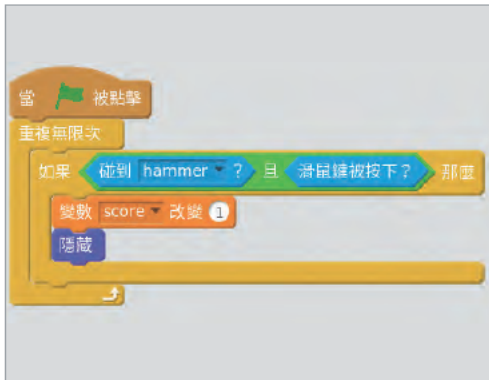 當 被點擊
重複無限次
如果 碰到 hammer ? 且 滑鼠鍵被按下? 那麼
變數 score 改變 1
隱藏